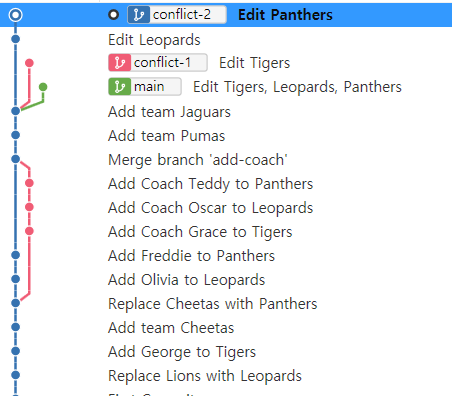 conflict-2 Edit Panthers
Edit Leopards
conflict-1 Edit Tigers
main Edit Tigers, Leopards, Panthers
Add team Jaguars
Add team Pumas
Merge branch 'add-coach'
Add Coach Teddy to Panthers
Add Coach Oscar to Leopards
Add Coach Grace to Tigers
Add Freddie to Panthers
Add Olivia to Leopards
Replace Cheetas with Panthers
Add team Cheetas
Add George to Tigers
Replace Lions with Leopards